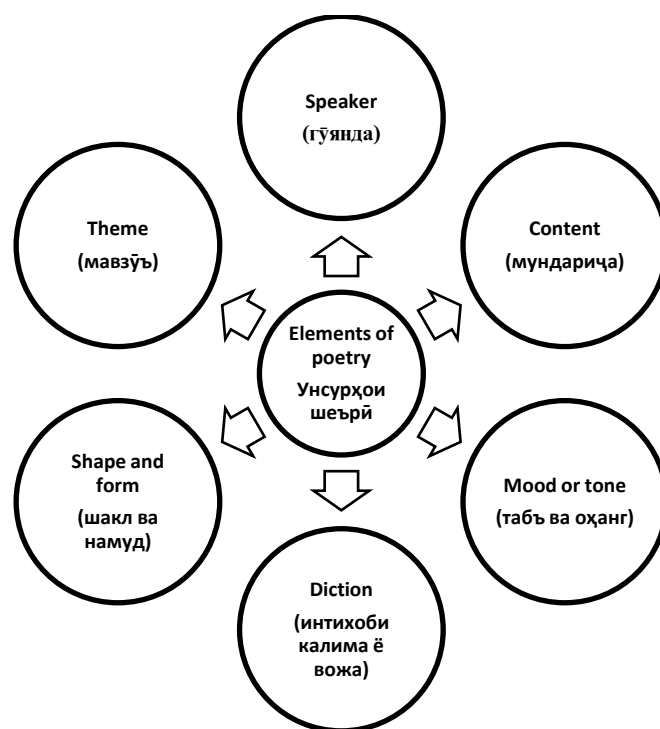 Speaker
(гӯянда)
Theme
(мавзӯъ)
Content
(мундариҷа)
Elements of
poetry
Унсурҳои
шеърӣ
Shape and
form
(шакл ва
намуд)
Mood or tone
(табъ ва оҳанг)
Diction
(интихоби
калима ё
вожа)